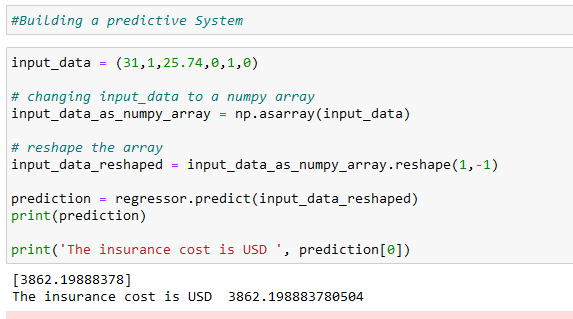 #Building a predictive System
input_data = (31,1,25.74,0,1,0)
# changing input_data to a numpy array
input_data_as_numpy_array = np.asarray(input_data)
# reshape the array
input_data_reshaped = input_data_as_numpy_array.reshape(1,-1)
prediction = regressor.predict(input_data_reshaped)
print(prediction)
print('The insurance cost is USD ', prediction[0])
[3862.19888378]
The insurance cost is USD  3862.198883780504